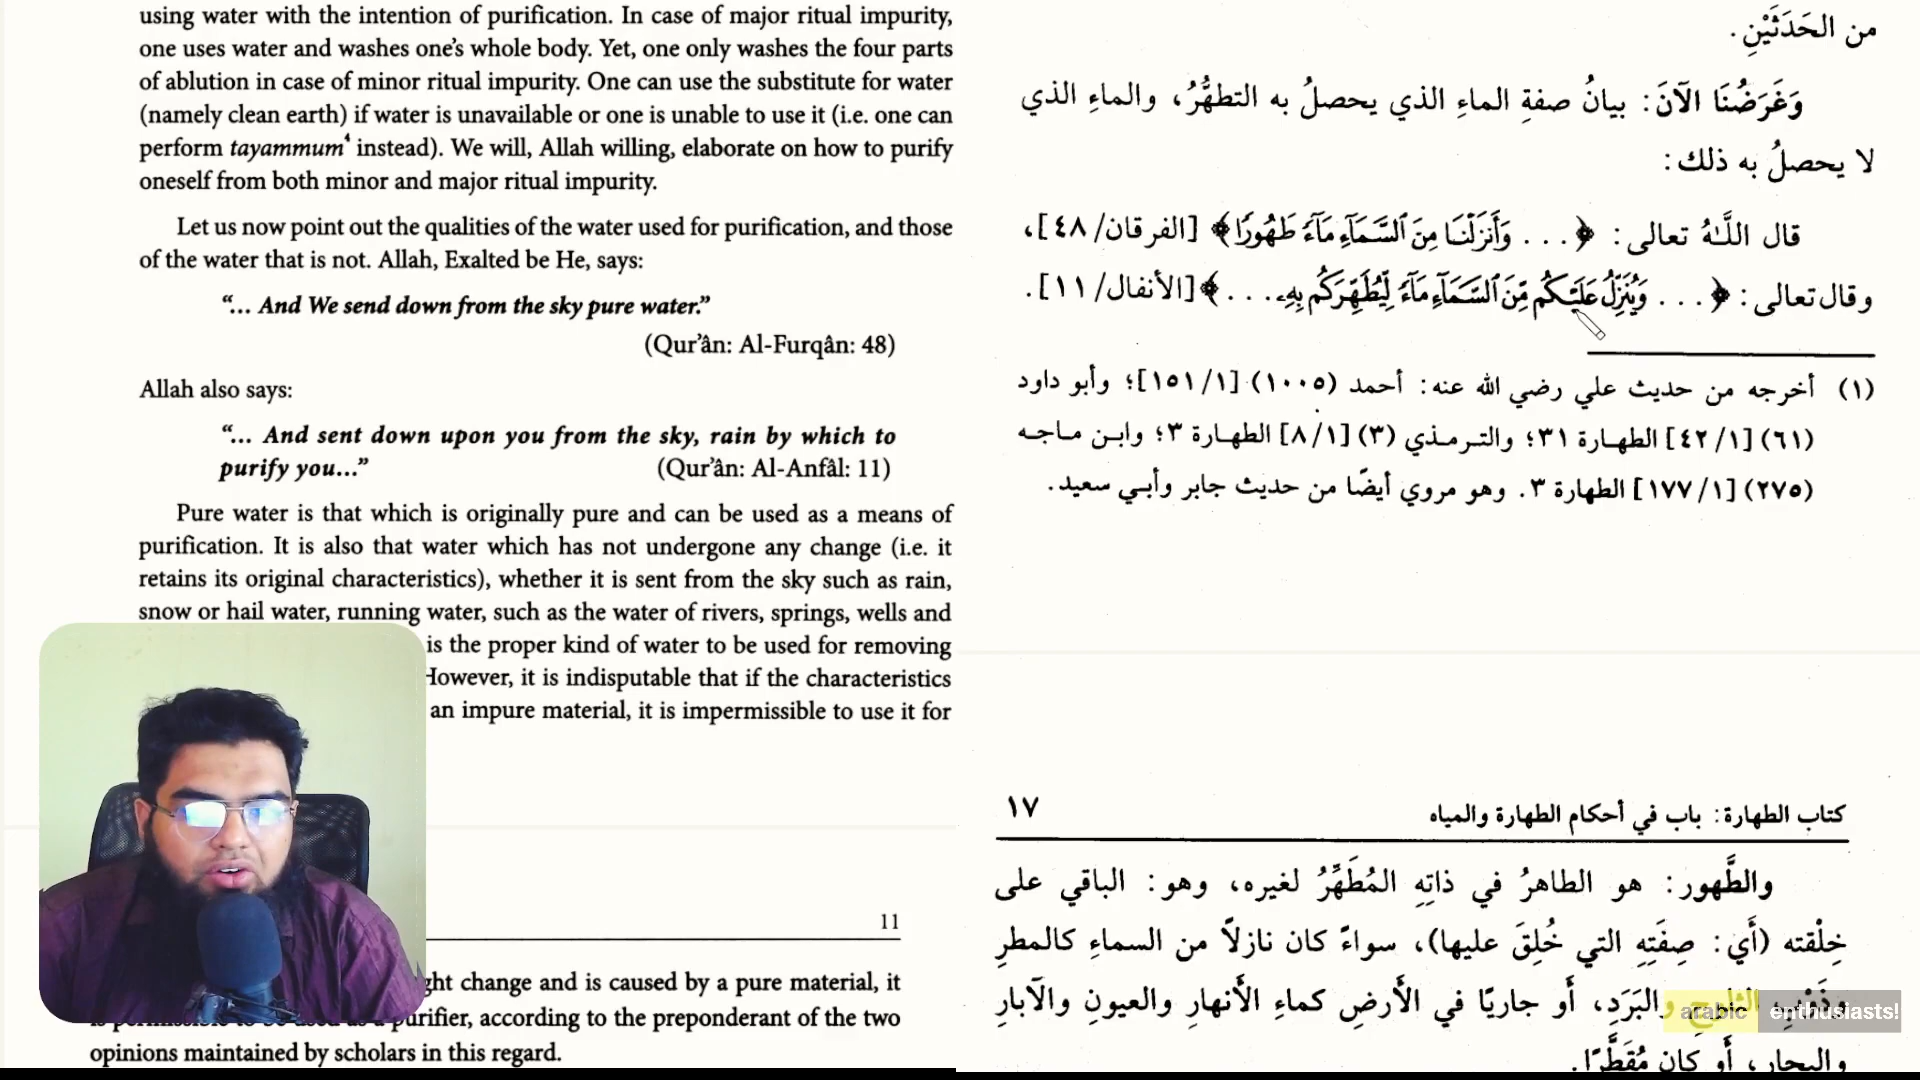 using water with the intention of purification. In case of major ritual impurity,
one uses water and washes one's whole body. Yet, one only washes the four parts
of ablution in case of minor ritual impurity. One can use the substitute for water
(namely clean earth) if water is unavailable or one is unable to use it (i.e. one can
perform tayammum⁴ instead). We will, Allah willing, elaborate on how to purify
oneself from both minor and major ritual impurity.
Let us now point out the qualities of the water used for purification, and those
of the water that is not. Allah, Exalted be He, says:
“... And We send down from the sky pure water.”
(Qur’ân: Al-Furqân: 48)
Allah also says:
“... And sent down upon you from the sky, rain by which to
purify you...” (Qur’ân: Al-Anfâl: 11)
Pure water is that which is originally pure and can be used as a means of
purification. It is also that water which has not undergone any change (i.e. it
retains its original characteristics), whether it is sent from the sky such as rain,
snow or hail water, running water, such as the water of rivers, springs, wells and
is the proper kind of water to be used for removing
However, it is indisputable that if the characteristics
an impure material, it is impermissible to use it for
11
ght change and is caused by a pure material, it
purifier, according to the preponderant of the two
opinions maintained by scholars in this regard.
من الحَدَثَيْنِ.
وَغَرَضُنَا الآنَ: بيانُ صفةِ الماءِ الذي يحصلُ به التطهُّرُ، والماءِ الذي
لا يحصلُ به ذلك:
قال اللَّهُ تعالى: ﴿... وَأَنزَلْنَا مِنَ ٱلسَّمَآءِ مَآءً طَهُورًا﴾ [الفرقان/٤٨]،
وقال تعالى: ﴿... وَيُنَزِّلُ عَلَيْكُم مِّنَ ٱلسَّمَآءِ مَآءً لِّيُطَهِّرَكُم بِهِۦ...﴾ [الأنفال/١١].
(١) أخرجه من حديث علي رضي الله عنه: أحمد (١٠٠٥) [١/١٥١]؛ وأبو داود
(٦١) [١/٤٢] الطهارة ٣١؛ والترمذي (٣) [١/٨] الطهارة ٣؛ وابن ماجه
(٢٧٥) [١/١٧٧] الطهارة ٣. وهو مروي أيضًا من حديث جابر وأبي سعيد.
كتاب الطهارة: باب في أحكام الطهارة والمياه ١٧
والطَّهور: هو الطاهرُ في ذاتِهِ المُطَهِّرُ لغيره، وهو: الباقي على
خِلْقته (أَي: صِفَتِهِ التي خُلِقَ عليها)، سواءً كان نازلاً من السماءِ كالمطرِ
وذَوْبِ الثلوجِ والبَرَدِ، أَو جاريًا في الأَرضِ كماءِ الأَنهارِ والعيونِ والآبارِ
والبحارِ، أَو كان مُقَطَّرًا.
arabic enthusiasts!